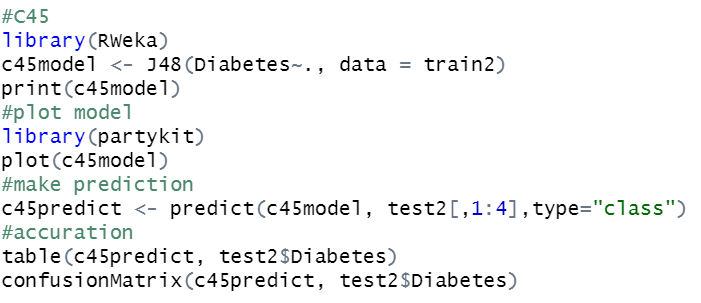 #C45
library(RWeka)
c45model <- J48(Diabetes~., data = train2)
print(c45model)
#plot model
library(partykit)
plot(c45model)
#make prediction
c45predict <- predict(c45model, test2[,1:4],type="class")
#accuration
table(c45predict, test2$Diabetes)
confusionMatrix(c45predict, test2$Diabetes)